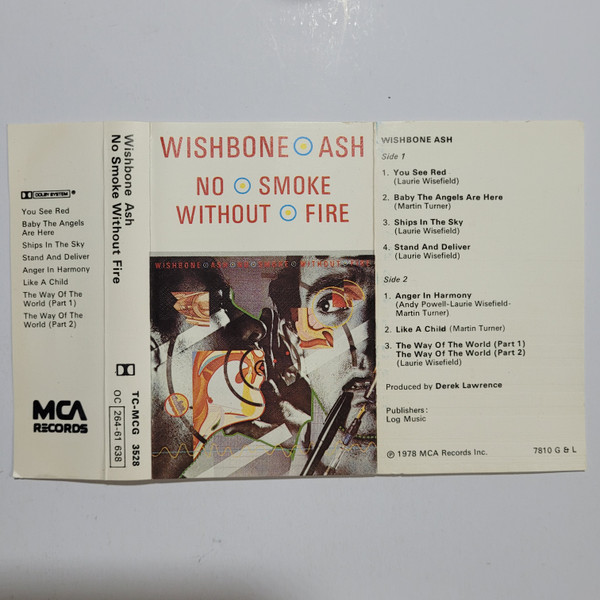 DOLBY SYSTEM
You See Red
Baby The Angels
Are Here
Ships In The Sky
Stand And Deliver
Anger In Harmony
Like A Child
The Way Of The
World (Part 1)
The Way Of The
World (Part 2)
MCA
RECORDS
Wishbone Ash
No Smoke Without Fire
TC-MCG 3528
OC 264-61 638
WISHBONE ASH
NO SMOKE
WITHOUT FIRE
WISHBONE ASH NO SMOKE WITHOUT FIRE
WISHBONE ASH
Side 1
1. You See Red
(Laurie Wisefield)
2. Baby The Angels Are Here
(Martin Turner)
3. Ships In The Sky
(Laurie Wisefield)
4. Stand And Deliver
(Laurie Wisefield)
Side 2
1. Anger In Harmony
(Andy Powell-Laurie Wisefield-
Martin Turner)
2. Like A Child (Martin Turner)
3. The Way Of The World (Part 1)
The Way Of The World (Part 2)
(Laurie Wisefield)
Produced by Derek Lawrence
Publishers:
Log Music
℗ 1978 MCA Records Inc.
7810 G & L